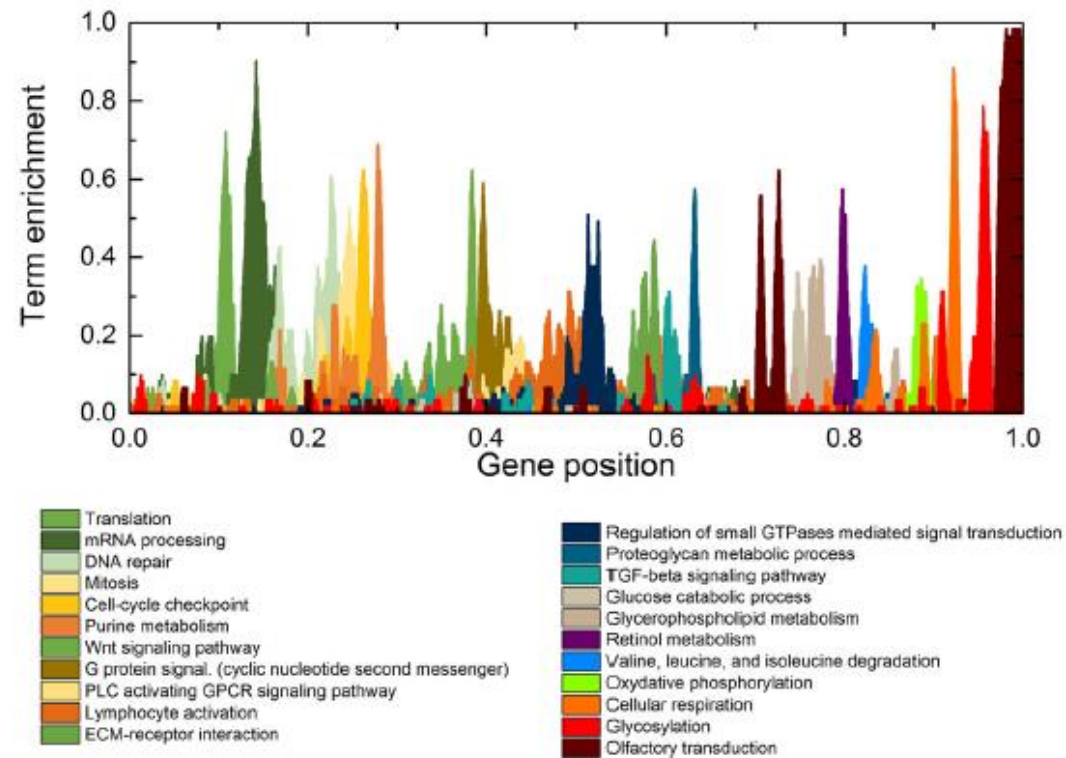 1.0
0.8
0.6
0.4
0.2
0.0
Term enrichment
0.0 0.2 0.4 0.6 0.8 1.0
Gene position
Translation
mRNA processing
DNA repair
Mitosis
Cell-cycle checkpoint
Purine metabolism
Wnt signaling pathway
G protein signal. (cyclic nucleotide second messenger)
PLC activating GPCR signaling pathway
Lymphocyte activation
ECM-receptor interaction
Regulation of small GTPases mediated signal transduction
Proteoglycan metabolic process
TGF-beta signaling pathway
Glucose catabolic process
Glycerophospholipid metabolism
Retinol metabolism
Valine, leucine, and isoleucine degradation
Oxydative phosphorylation
Cellular respiration
Glycosylation
Olfactory transduction